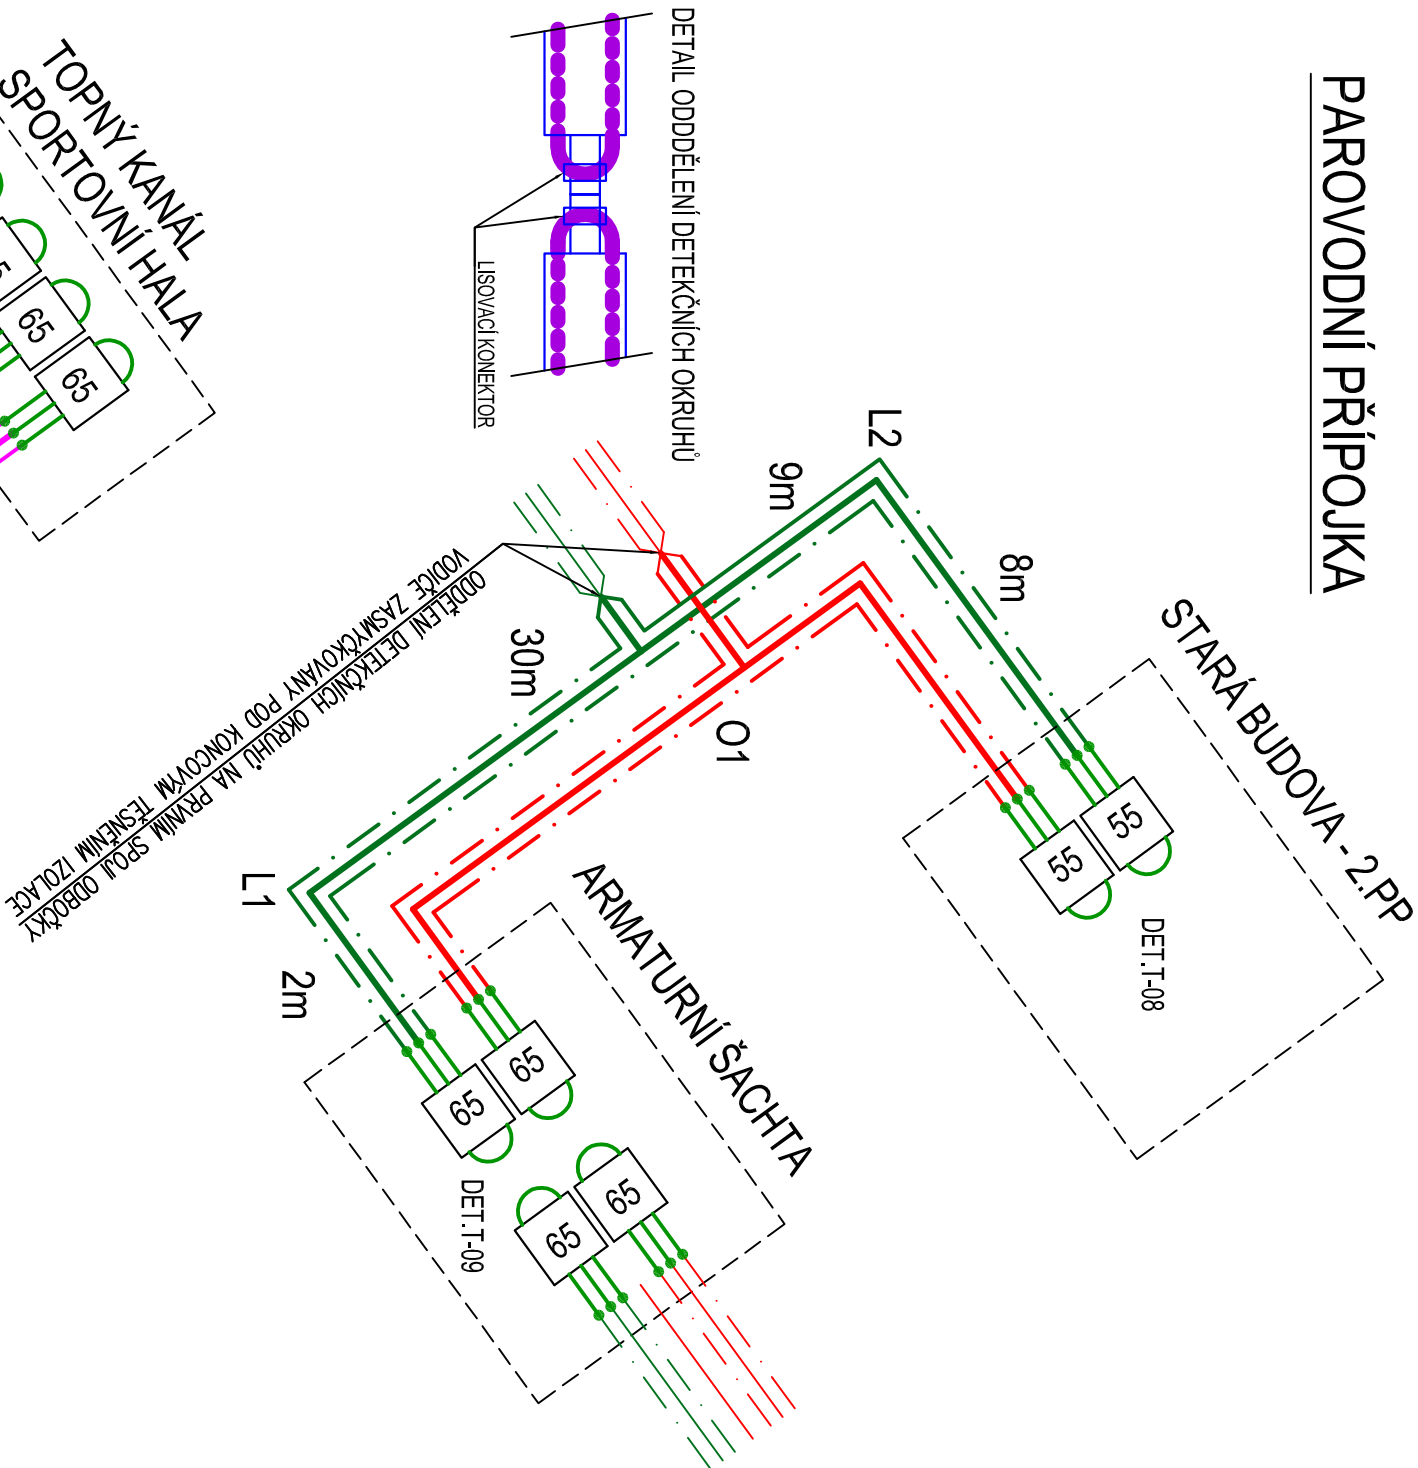 PAROVODNÍ PŘÍPOJKA
STARÁ BUDOVA - 2.PP
55
55
DET.T-08
L2
8m
9m
DETAIL ODDDĚLENÍ DETEKČNÍCH OKRUHŮ
LISOVACÍ KONEKTOR
O1
30m
ARMATURNÍ ŠACHTA
65
65
65
65
DET.T-09
L1
2m
ODDĚLENÍ DETEKČNÍCH OKRUHŮ NA PRVNÍM SPOJI ODBOČKY
VODIČE ZASMYČKOVÁNY POD KONCOVÝM TĚSNĚNÍM IZOLACE
TOPNÝ KANÁL
SPORTOVNÍ HALA
65
65